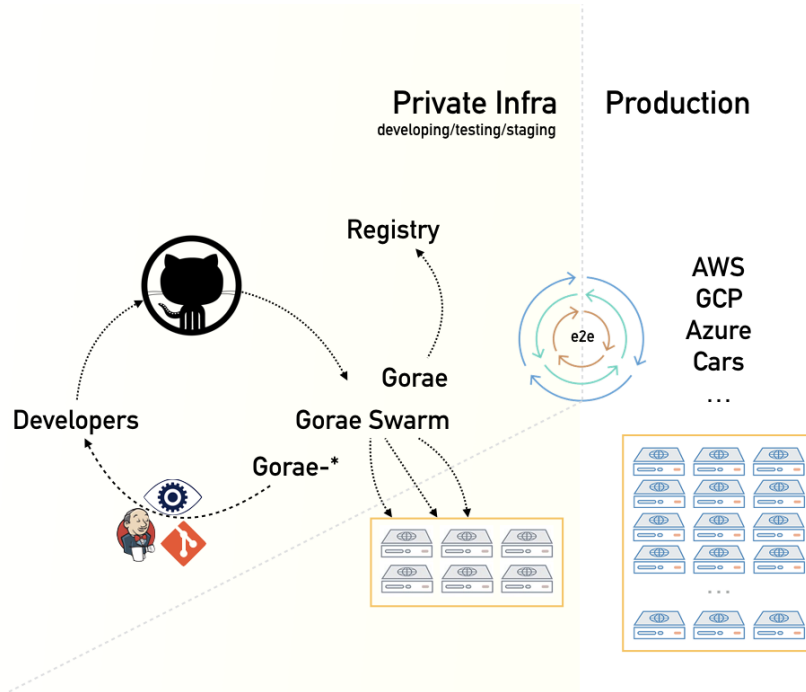 Private Infra
developing/testing/staging
Production
Registry
e2e
AWS
GCP
Azure
Cars
...
Gorae
Developers
Gorae Swarm
Gorae-*
...